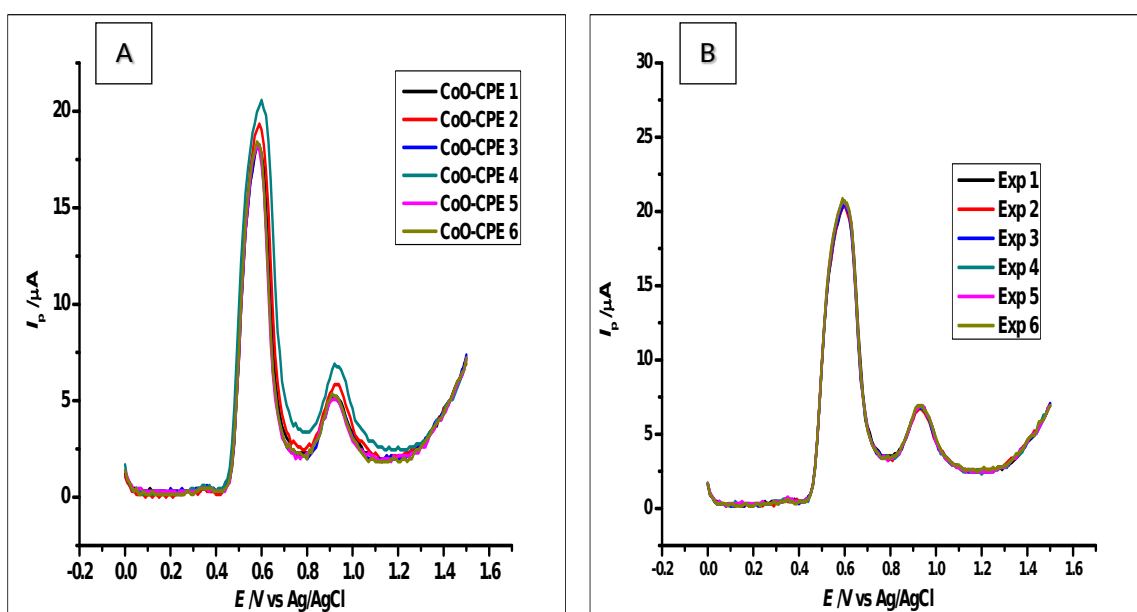 A
CoO-CPE 1
CoO-CPE 2
CoO-CPE 3
CoO-CPE 4
CoO-CPE 5
CoO-CPE 6
20
15
10
5
0
Ip /µA
-0.2 0.0 0.2 0.4 0.6 0.8 1.0 1.2 1.4 1.6
E /V vs Ag/AgCl
B
Exp 1
Exp 2
Exp 3
Exp 4
Exp 5
Exp 6
30
25
20
15
10
5
0
Ip /µA
-0.2 0.0 0.2 0.4 0.6 0.8 1.0 1.2 1.4 1.6
E /V vs Ag/AgCl